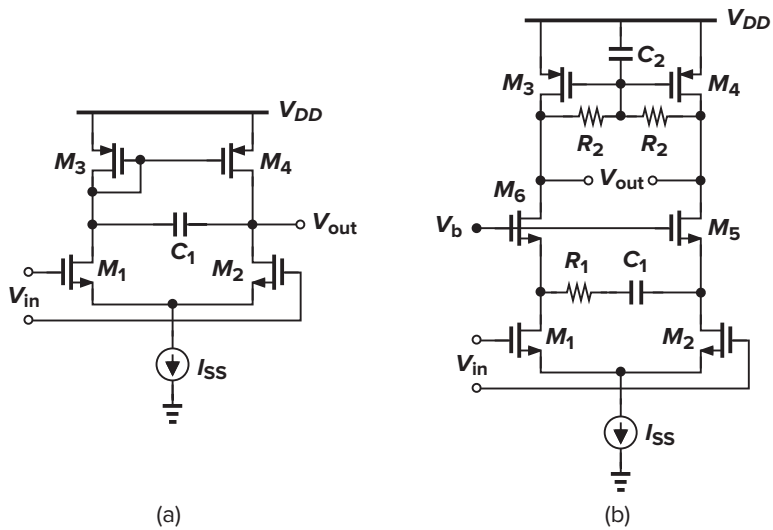 V_DD
M_3
M_4
C_1
V_out
M_1
M_2
V_in
I_SS
(a)
V_DD
C_2
M_3
M_4
R_2
R_2
M_6
V_out
V_b
M_5
R_1
C_1
M_1
M_2
V_in
I_SS
(b)